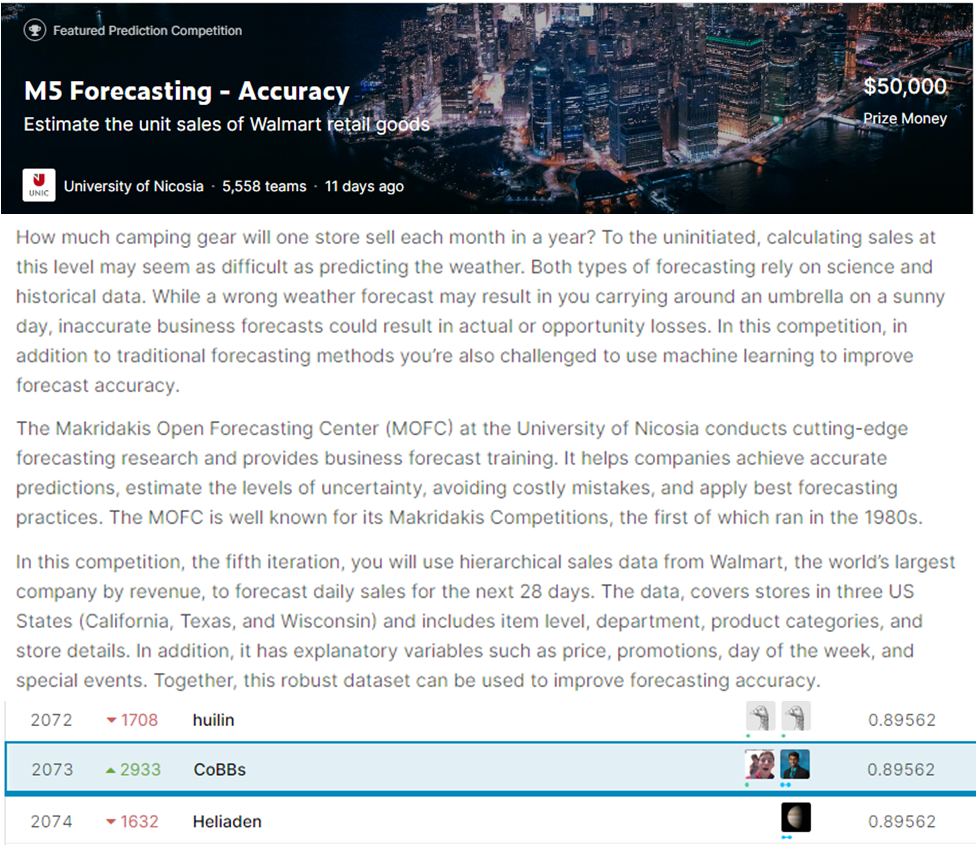 Featured Prediction Competition
M5 Forecasting - Accuracy
$50,000
Estimate the unit sales of Walmart retail goods
Prize Money
UNIC
University of Nicosia · 5,558 teams · 11 days ago
How much camping gear will one store sell each month in a year? To the uninitiated, calculating sales at
this level may seem as difficult as predicting the weather. Both types of forecasting rely on science and
historical data. While a wrong weather forecast may result in you carrying around an umbrella on a sunny
day, inaccurate business forecasts could result in actual or opportunity losses. In this competition, in
addition to traditional forecasting methods you’re also challenged to use machine learning to improve
forecast accuracy.
The Makridakis Open Forecasting Center (MOFC) at the University of Nicosia conducts cutting-edge
forecasting research and provides business forecast training. It helps companies achieve accurate
predictions, estimate the levels of uncertainty, avoiding costly mistakes, and apply best forecasting
practices. The MOFC is well known for its Makridakis Competitions, the first of which ran in the 1980s.
In this competition, the fifth iteration, you will use hierarchical sales data from Walmart, the world’s largest
company by revenue, to forecast daily sales for the next 28 days. The data, covers stores in three US
States (California, Texas, and Wisconsin) and includes item level, department, product categories, and
store details. In addition, it has explanatory variables such as price, promotions, day of the week, and
special events. Together, this robust dataset can be used to improve forecasting accuracy.
2072 ▼ 1708 huilin 0.89562
2073 ▲ 2933 CoBBs 0.89562
2074 ▼ 1632 Heliaden 0.89562